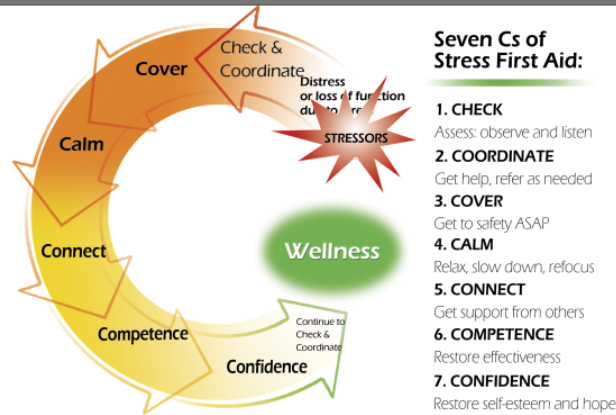 Check &
Coordinate
Cover
Distress
or loss of function
STRESSORS
Calm
Connect
Wellness
Competence
Continue to
Check &
Coordinate
Confidence
Seven Cs of
Stress First Aid:
1. CHECK
Assess: observe and listen
2. COORDINATE
Get help, refer as needed
3. COVER
Get to safety ASAP
4. CALM
Relax, slow down, refocus
5. CONNECT
Get support from others
6. COMPETENCE
Restore effectiveness
7. CONFIDENCE
Restore self-esteem and hope